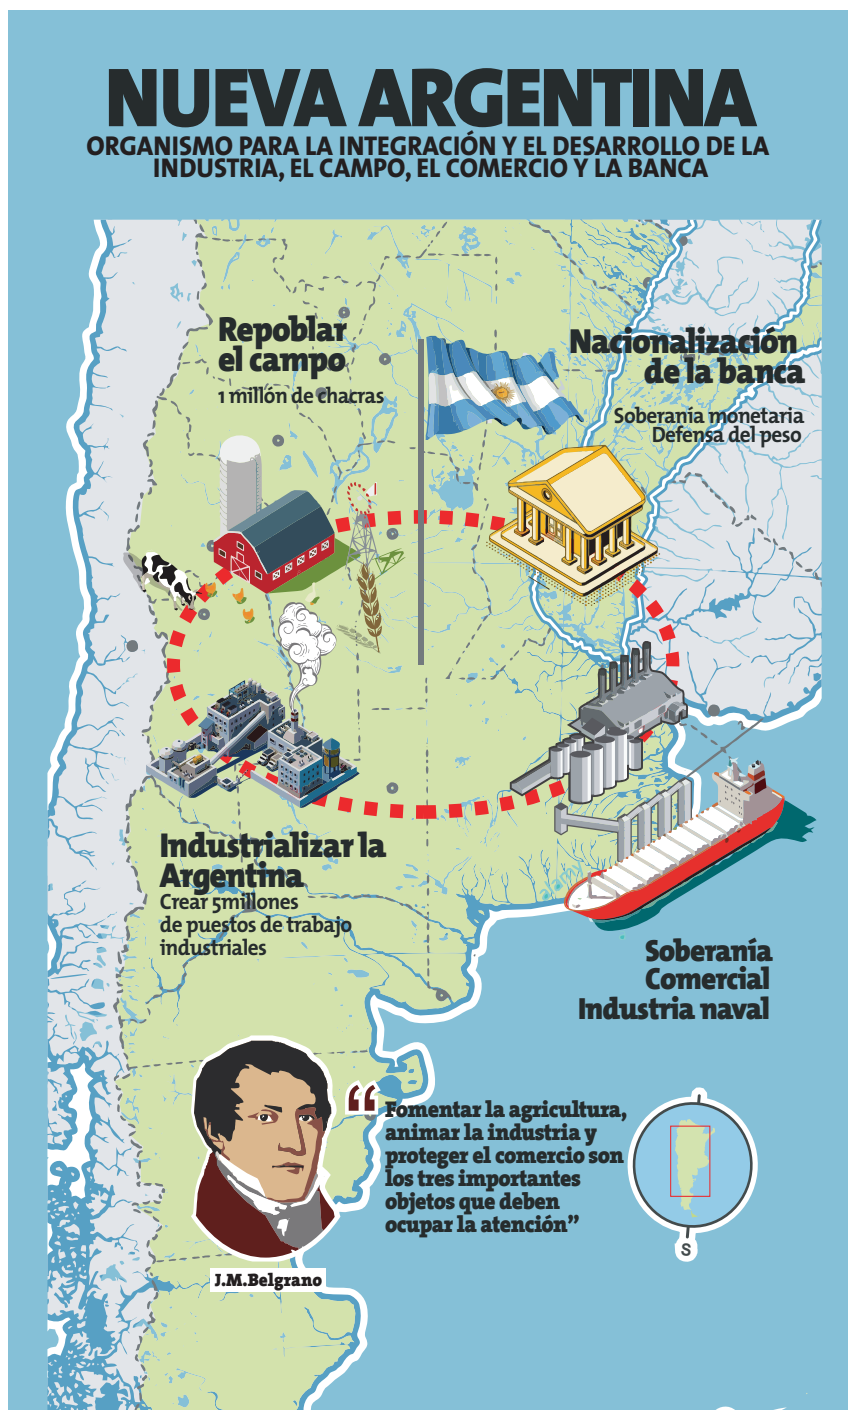 NUEVA ARGENTINA
ORGANISMO PARA LA INTEGRACIÓN Y EL DESARROLLO DE LA
INDUSTRIA, EL CAMPO, EL COMERCIO Y LA BANCA
Repoblar
el campo
1 millón de chacras
Nacionalización
de la banca
Soberanía monetaria
Defensa del peso
Industrializar la
Argentina
Crear 5millones
de puestos de trabajo
industriales
Soberanía
Comercial
Industria naval
“Fomentar la agricultura,
animar la industria y
proteger el comercio son
los tres importantes
objetos que deben
ocupar la atención”
J.M.Belgrano
S